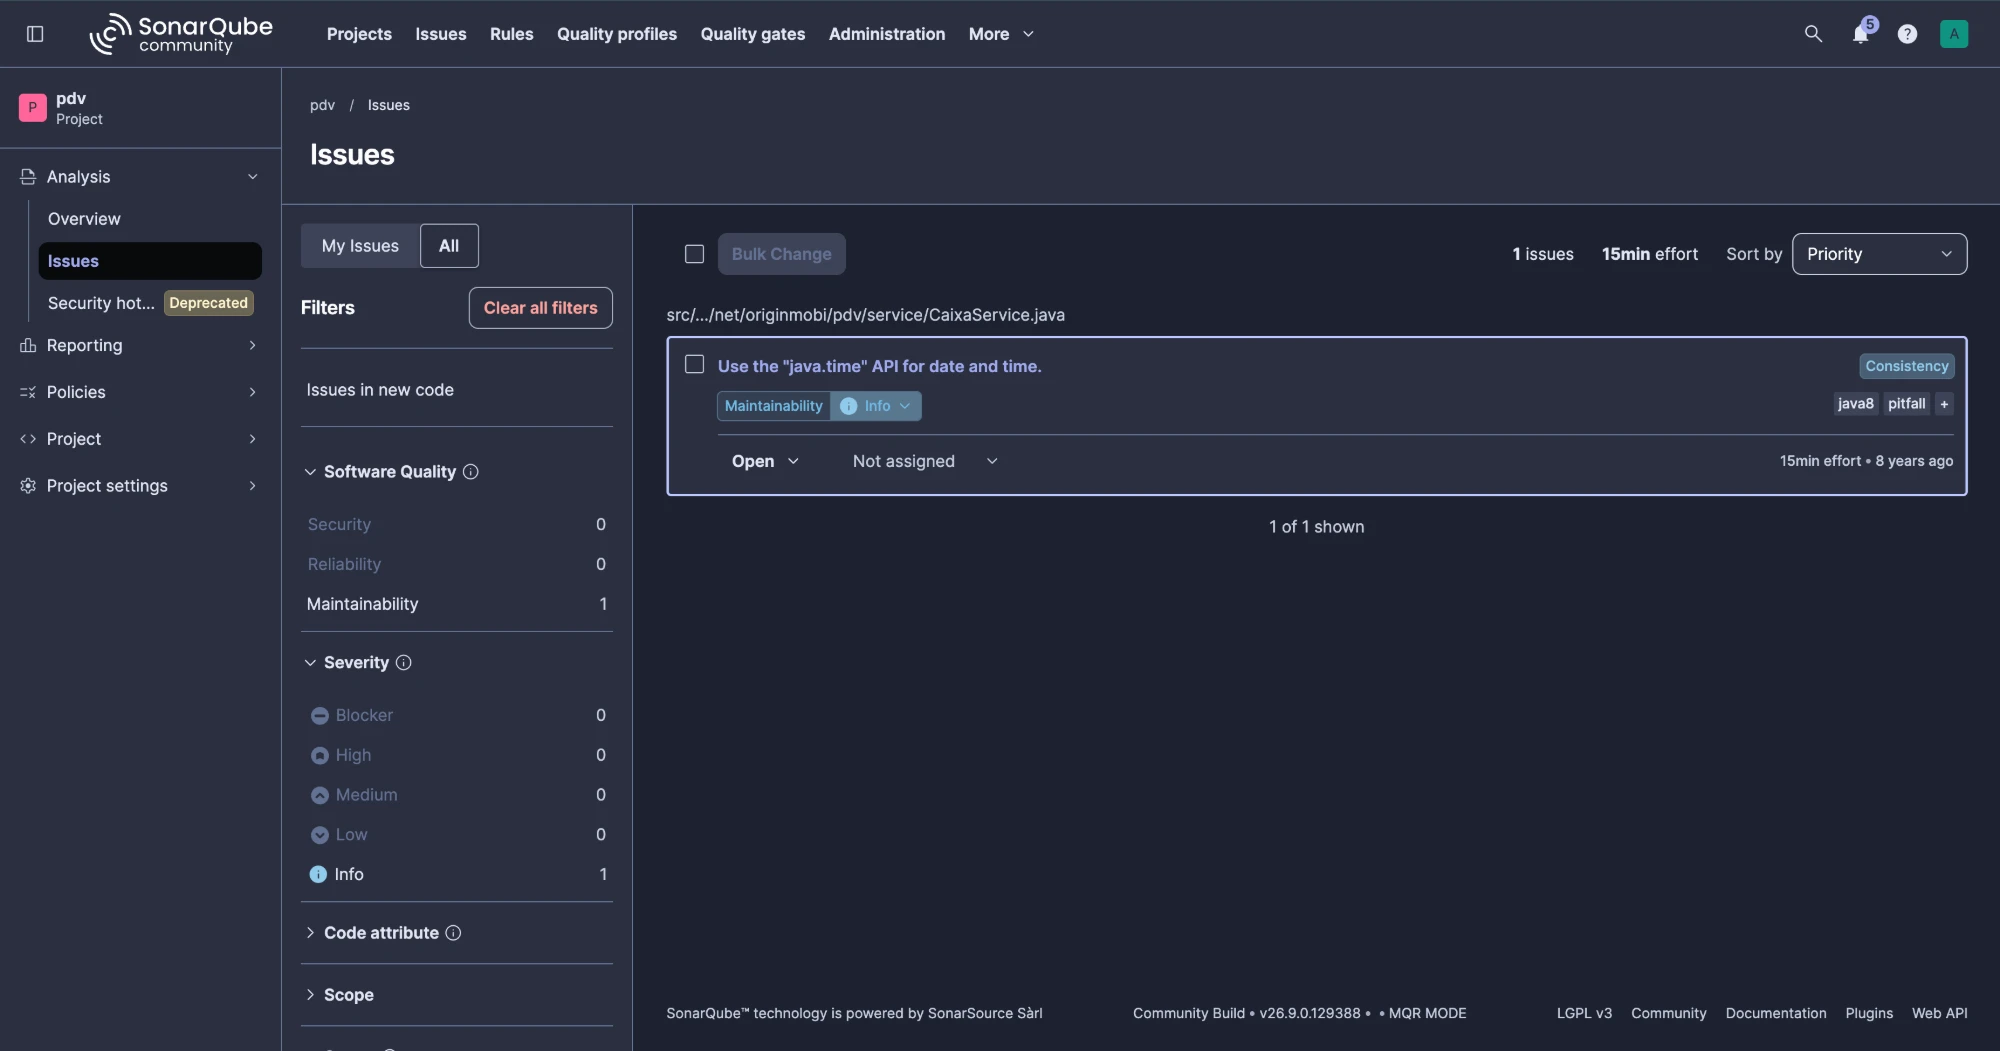 SonarQube
community
Projects Issues Rules Quality profiles Quality gates Administration More
5
? A
P
pdv
Project
Analysis
Overview
Issues
Security hot... Deprecated
Reporting
Policies
Project
Project settings
pdv / Issues
Issues
My Issues All
Filters Clear all filters
Issues in new code
Software Quality
Security 0
Reliability 0
Maintainability 1
Severity
Blocker 0
High 0
Medium 0
Low 0
Info 1
Code attribute
Scope
Bulk Change 1 issues 15min effort Sort by Priority
src/.../net/originmobi/pdv/service/CaixaService.java
Use the "java.time" API for date and time. Consistency
Maintainability Info java8 pitfall +
Open Not assigned 15min effort • 8 years ago
1 of 1 shown
SonarQube™ technology is powered by SonarSource Sàrl Community Build • v26.9.0.129388 • • MQR MODE LGPL v3 Community Documentation Plugins Web API